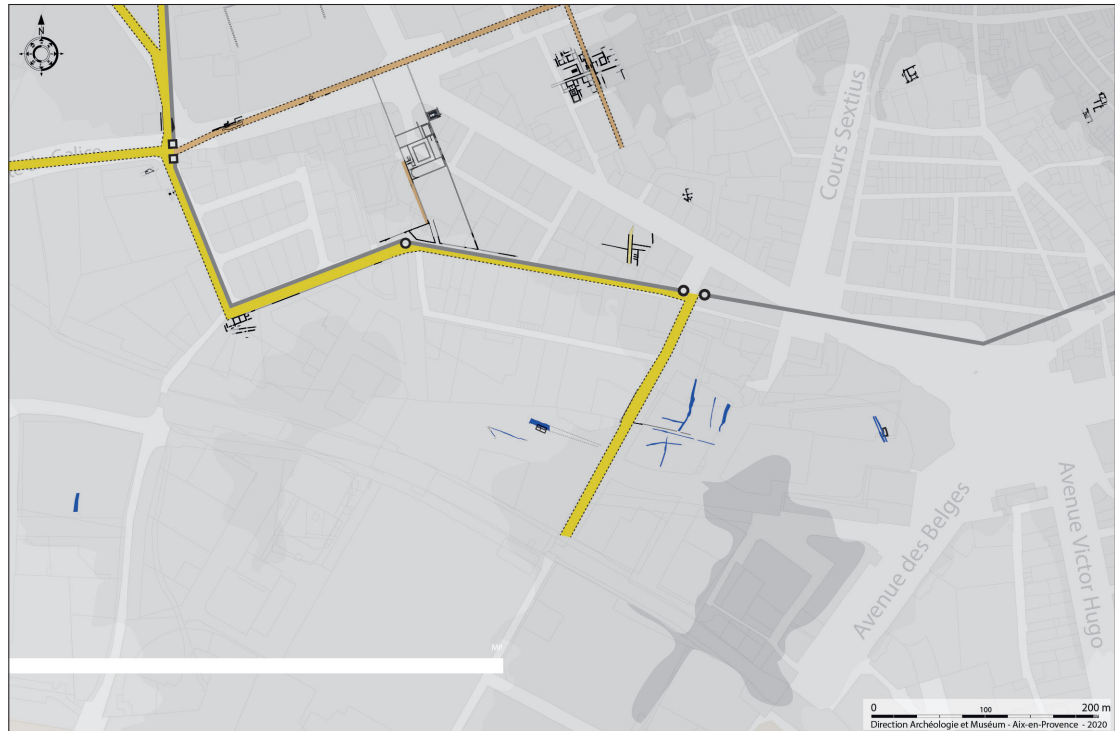 N
Cours Sextius
Avenue des Belges
Avenue Victor Hugo
0 100 200 m
Direction Archéologie et Muséum - Aix-en-Provence - 2020